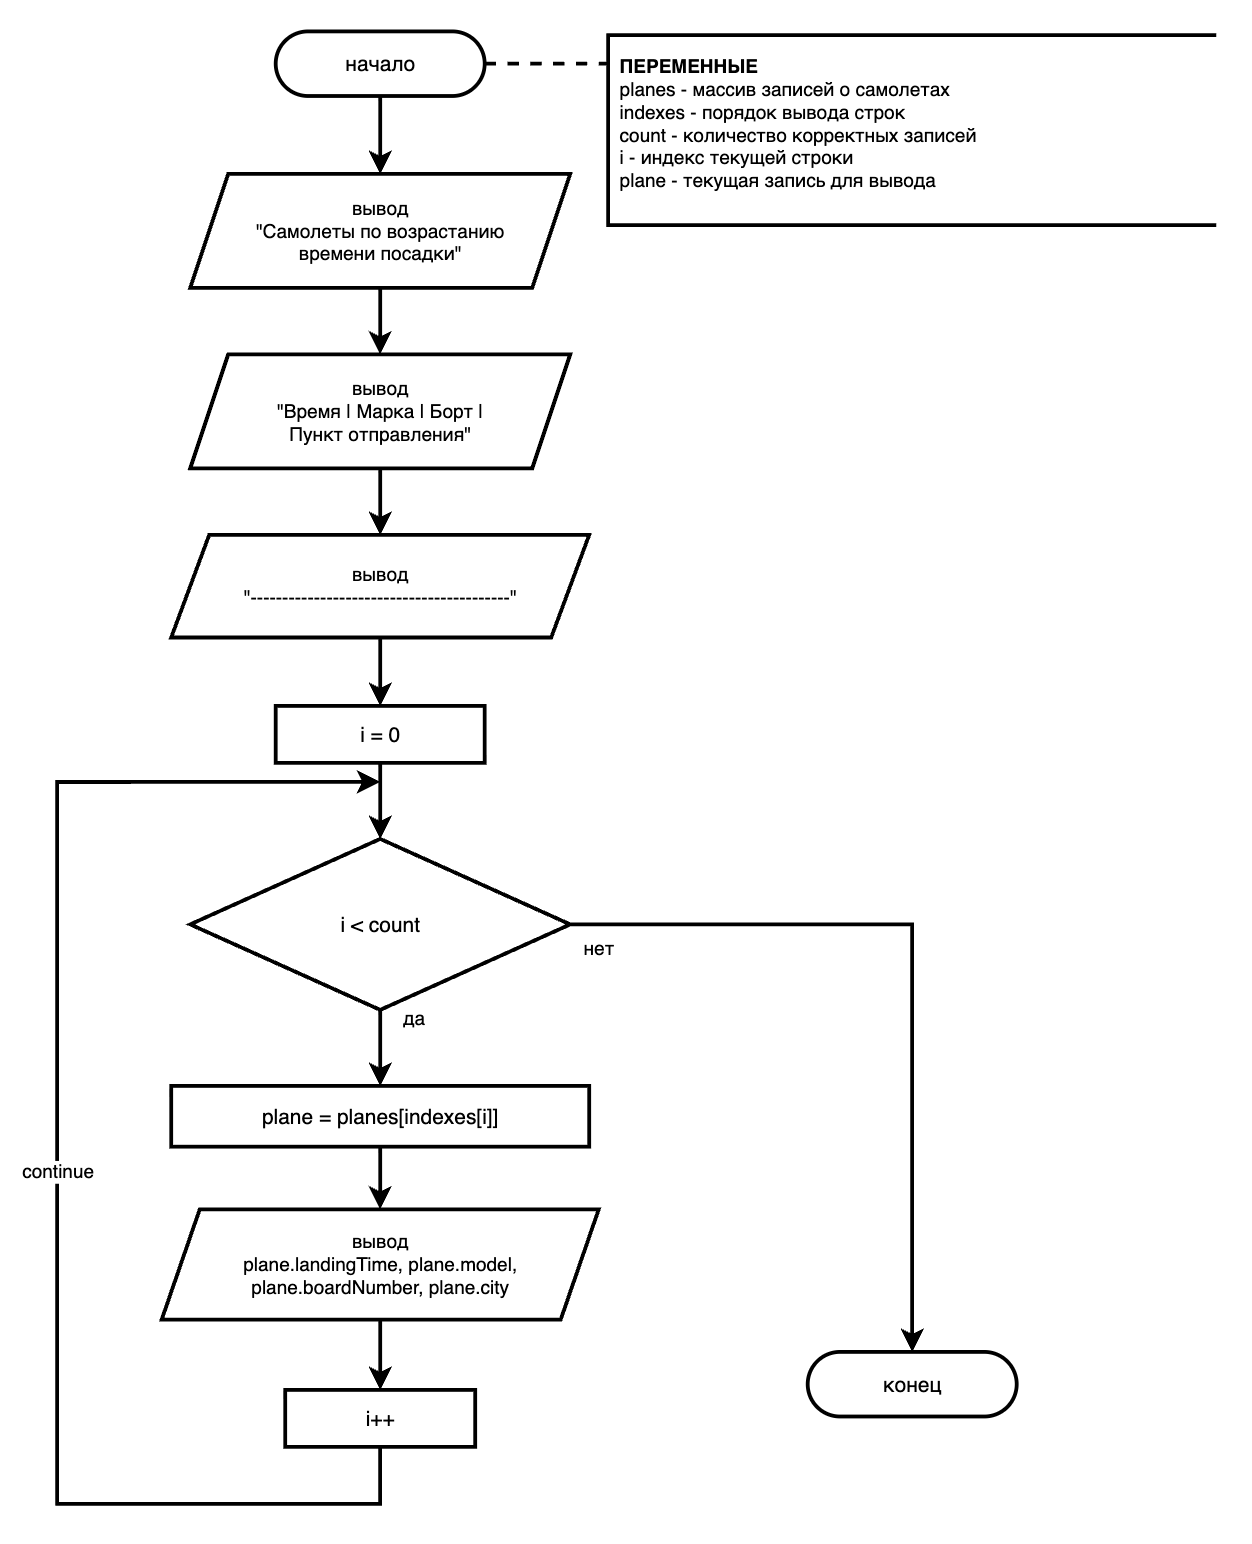 начало
ПЕРЕМЕННЫЕ
planes - массив записей о самолетах
indexes - порядок вывода строк
count - количество корректных записей
i - индекс текущей строки
plane - текущая запись для вывода
вывод
"Самолеты по возрастанию
времени посадки"
вывод
"Время | Марка | Борт |
Пункт отправления"
вывод
"-----------------------------------------"
i = 0
i < count
нет
да
plane = planes[indexes[i]]
continue
вывод
plane.landingTime, plane.model,
plane.boardNumber, plane.city
конец
i++